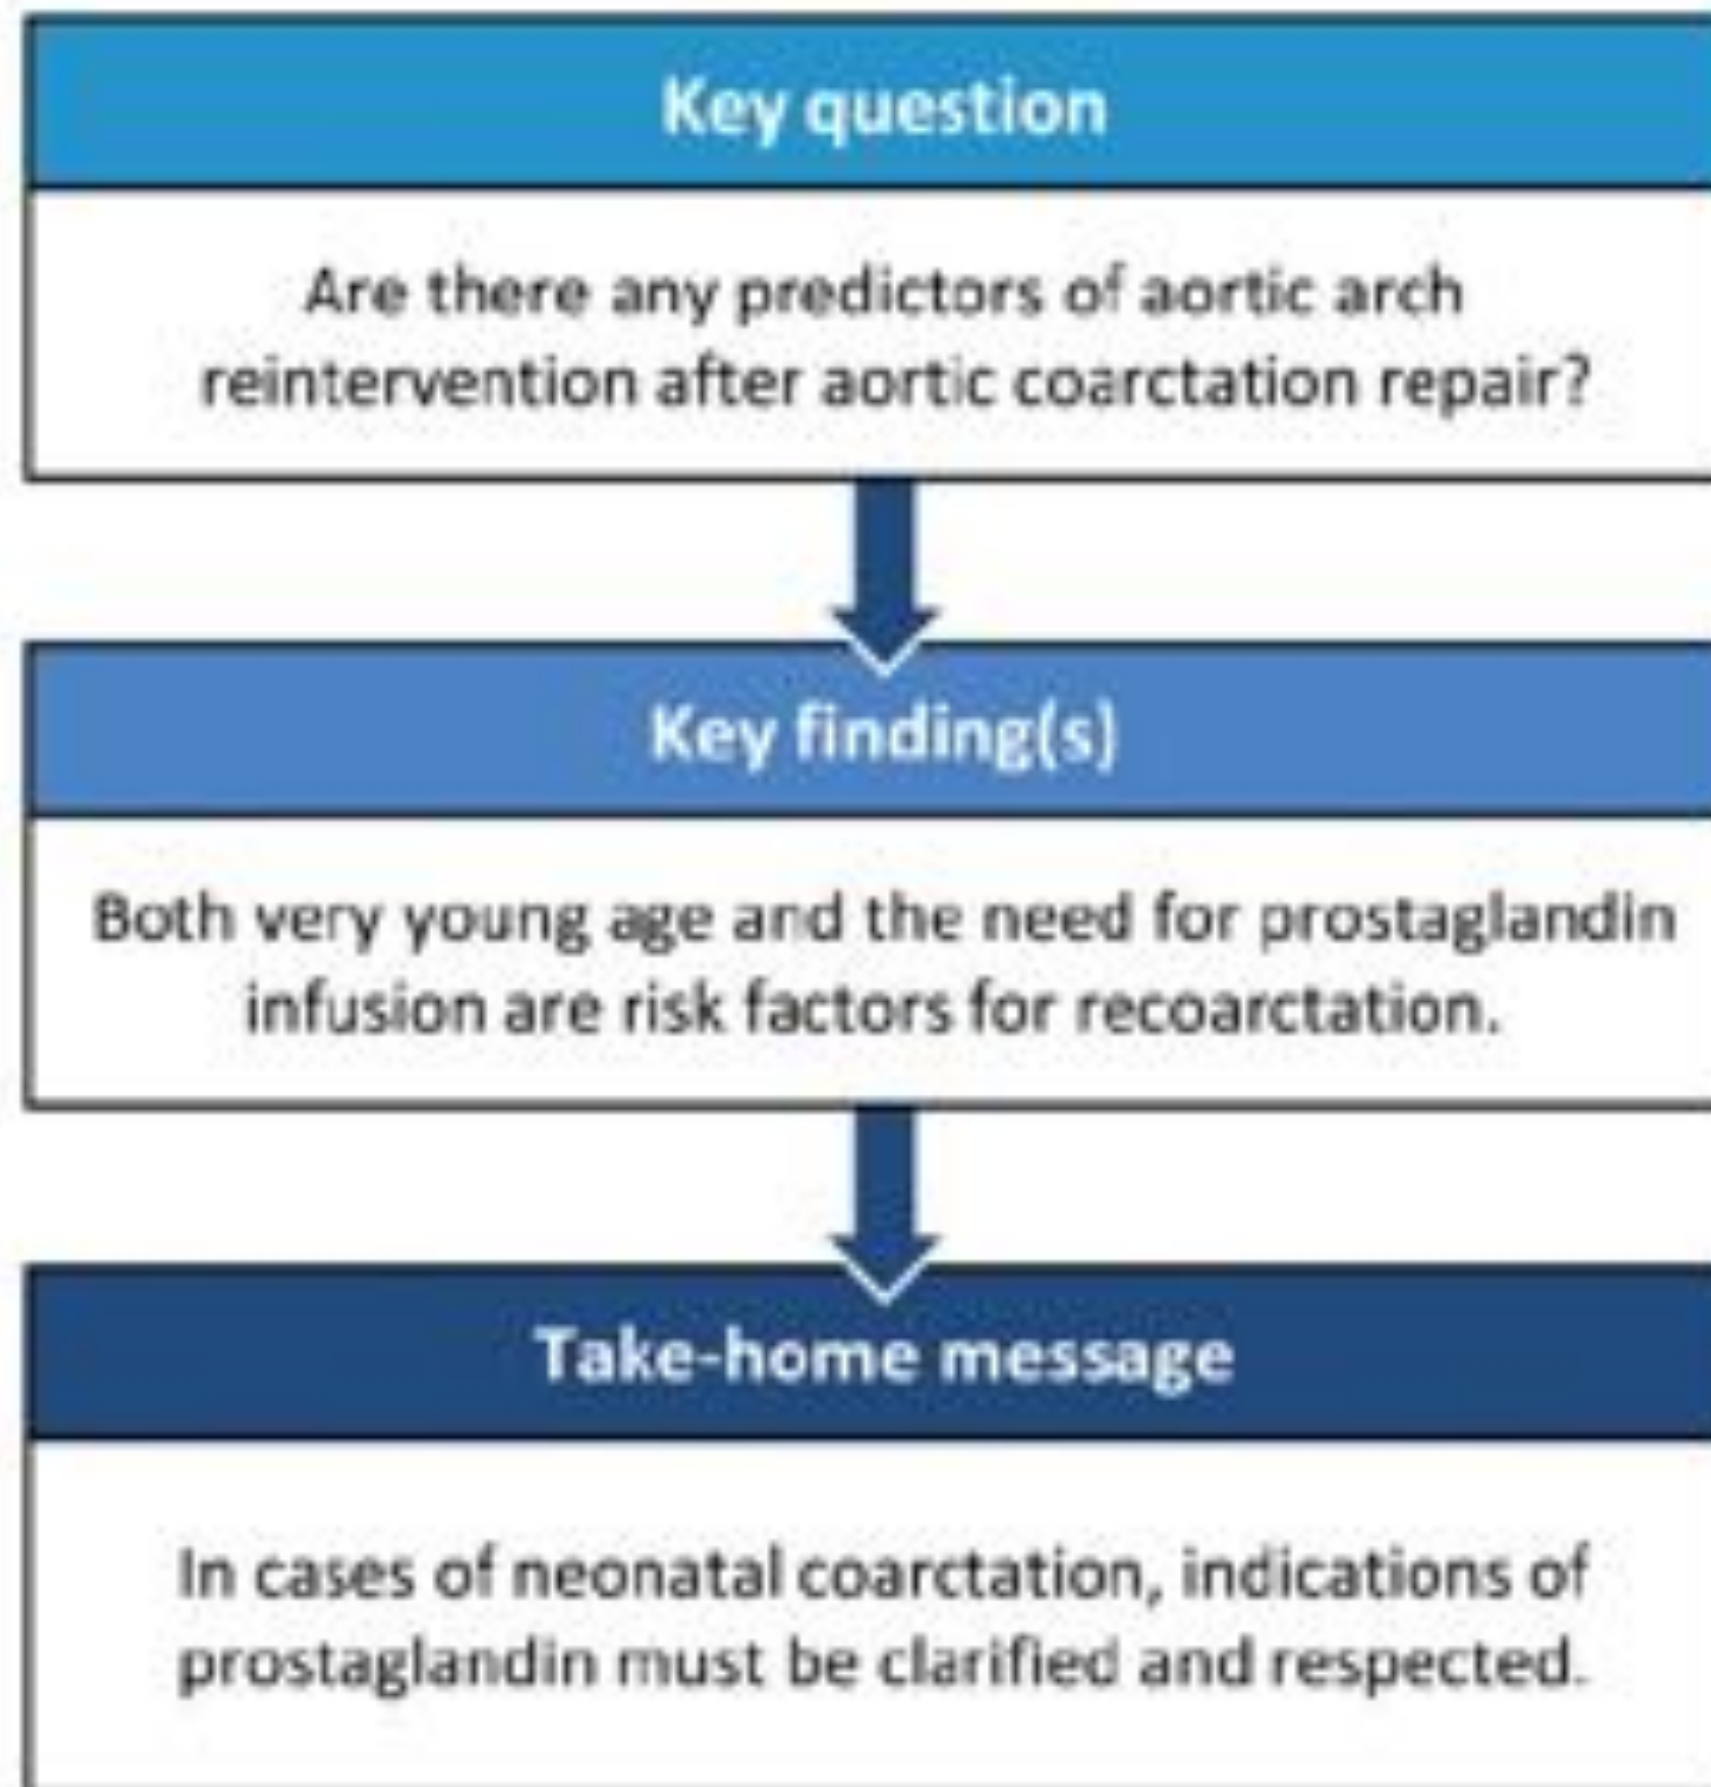 Key question
Are there any predictors of aortic arch
reintervention after aortic coarctation repair?
Key finding(s)
Both very young age and the need for prostaglandin
infusion are risk factors for recoarctation.
Take-home message
In cases of neonatal coarctation, indications of
prostaglandin must be clarified and respected.